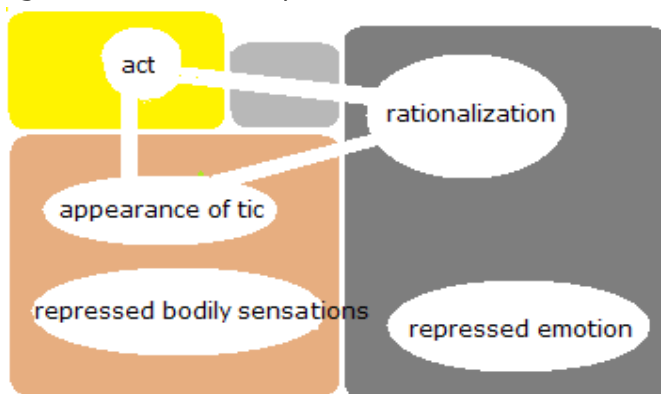 act
rationalization
appearance of tic
repressed bodily sensations
repressed emotion